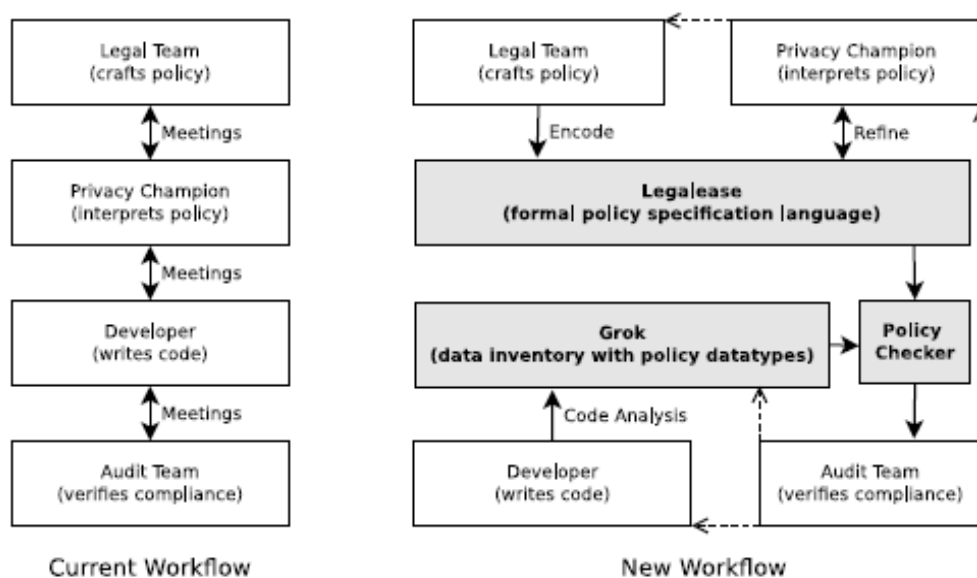 Legal Team
(crafts policy)
Meetings
Privacy Champion
(interprets policy)
Meetings
Developer
(writes code)
Meetings
Audit Team
(verifies compliance)
Current Workflow
Legal Team
(crafts policy)
Privacy Champion
(interprets policy)
Encode
Refine
Legalease
(formal policy specification language)
Grok
(data inventory with policy datatypes)
Policy
Checker
Code Analysis
Developer
(writes code)
Audit Team
(verifies compliance)
New Workflow